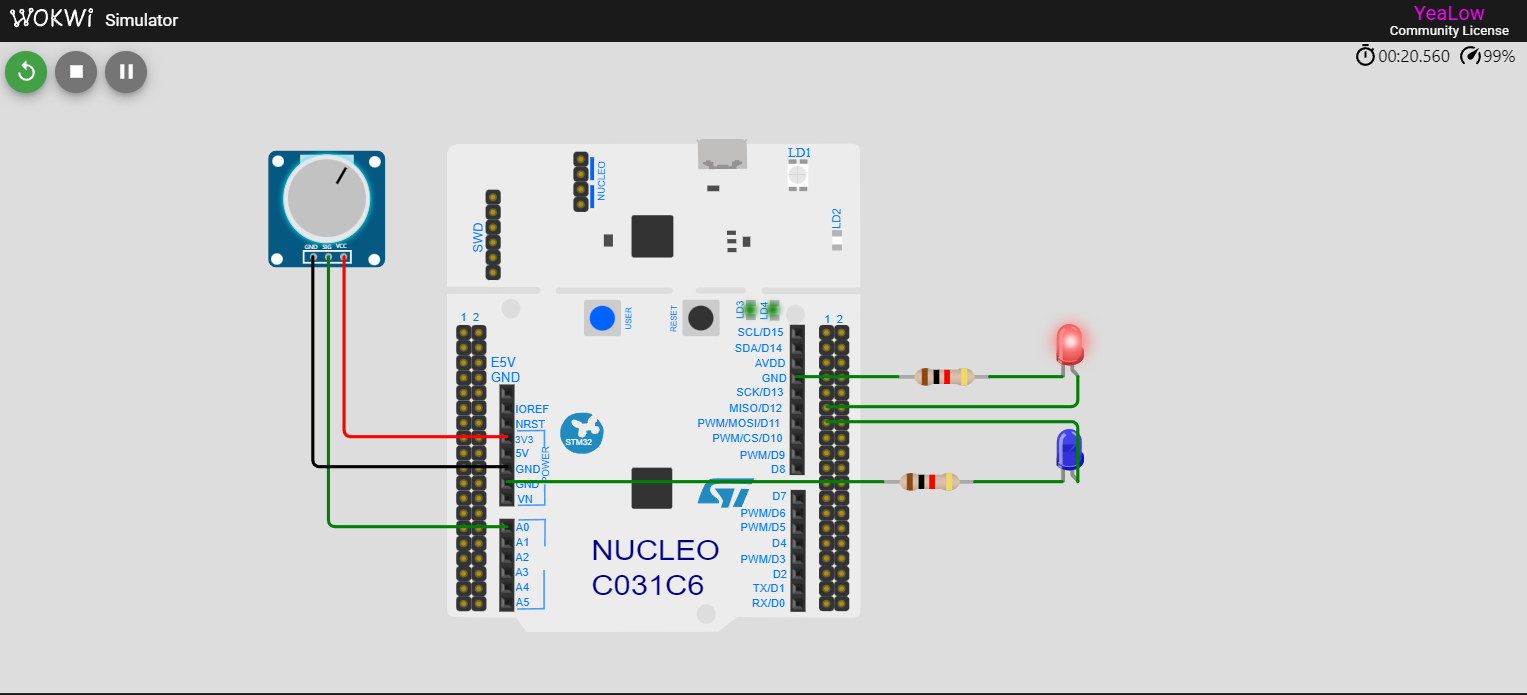 WOKWi Simulator
YeaLow
Community License
00:20.560 99%
GND SIG VCC
NUCLEO
SWD
LD1
LD2
USER
RESET
LD3
LD4
1 2
1 2
E5V
GND
IOREF
NRST
3V3
5V
GND
GND
VN
POWER
A0
A1
A2
A3
A4
A5
STM32
NUCLEO
C031C6
SCL/D15
SDA/D14
AVDD
GND
SCK/D13
MISO/D12
PWM/MOSI/D11
PWM/CS/D10
PWM/D9
D8
D7
PWM/D6
PWM/D5
D4
PWM/D3
D2
TX/D1
RX/D0